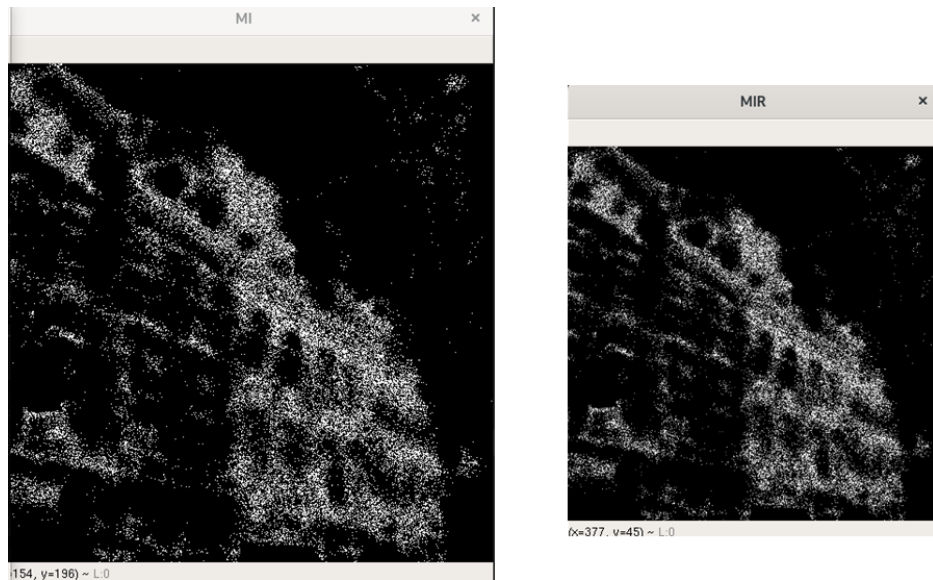 MI ×
154, y=196) ~ L:0
MIR ×
(x=377, y=45) ~ L:0